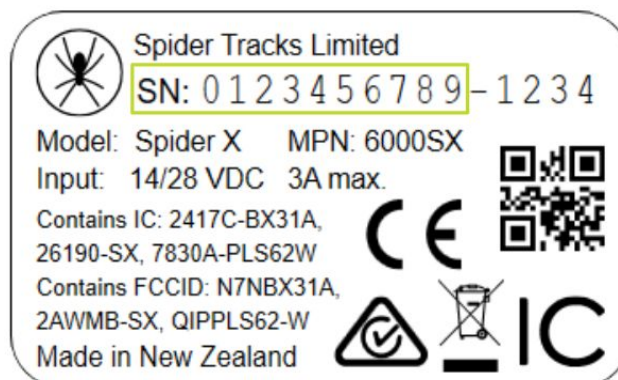 Spider Tracks Limited
SN: 0123456789-1234
Model: Spider X MPN: 6000SX
Input: 14/28 VDC 3A max.
Contains IC: 2417C-BX31A,
26190-SX, 7830A-PLS62W
Contains FCCID: N7NBX31A,
2AWMB-SX, QIPPLS62-W
Made in New Zealand
CE
IC